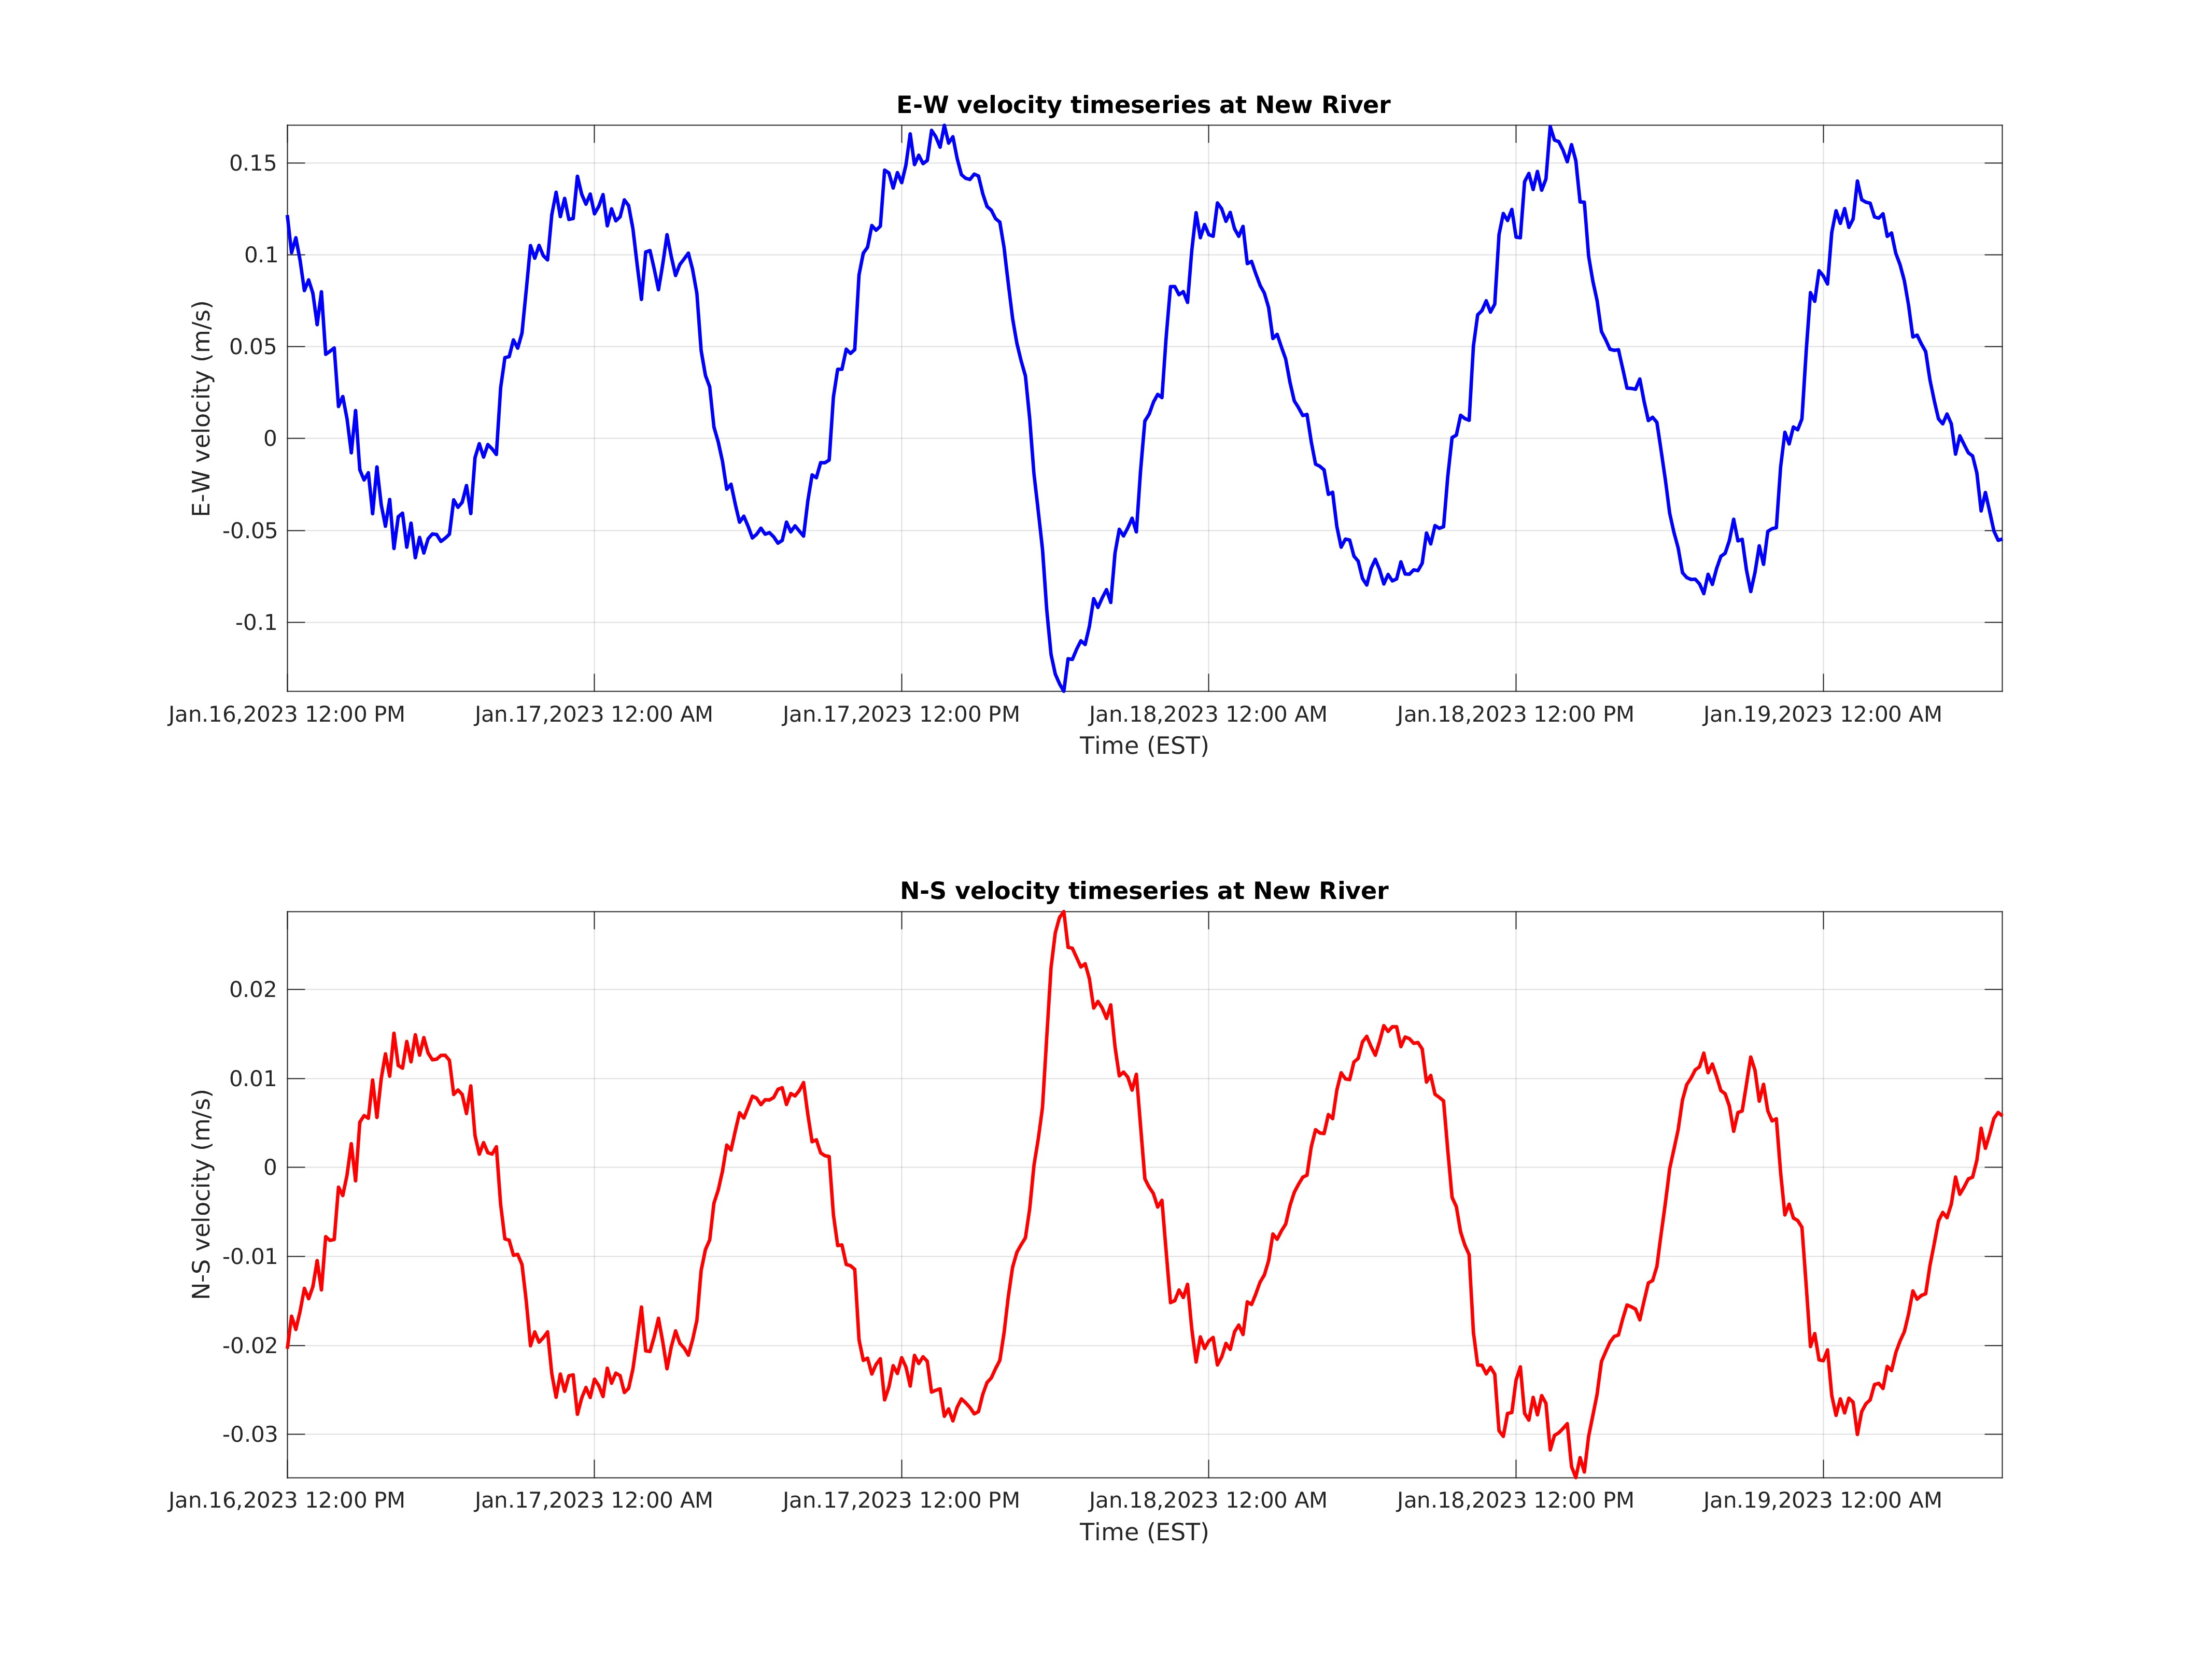 E-W velocity timeseries at New River
E-W velocity (m/s)
0.15
0.1
0.05
0
-0.05
-0.1
Jan.16,2023 12:00 PM Jan.17,2023 12:00 AM Jan.17,2023 12:00 PM Jan.18,2023 12:00 AM Jan.18,2023 12:00 PM Jan.19,2023 12:00 AM
Time (EST)
N-S velocity timeseries at New River
N-S velocity (m/s)
0.02
0.01
0
-0.01
-0.02
-0.03
Jan.16,2023 12:00 PM Jan.17,2023 12:00 AM Jan.17,2023 12:00 PM Jan.18,2023 12:00 AM Jan.18,2023 12:00 PM Jan.19,2023 12:00 AM
Time (EST)